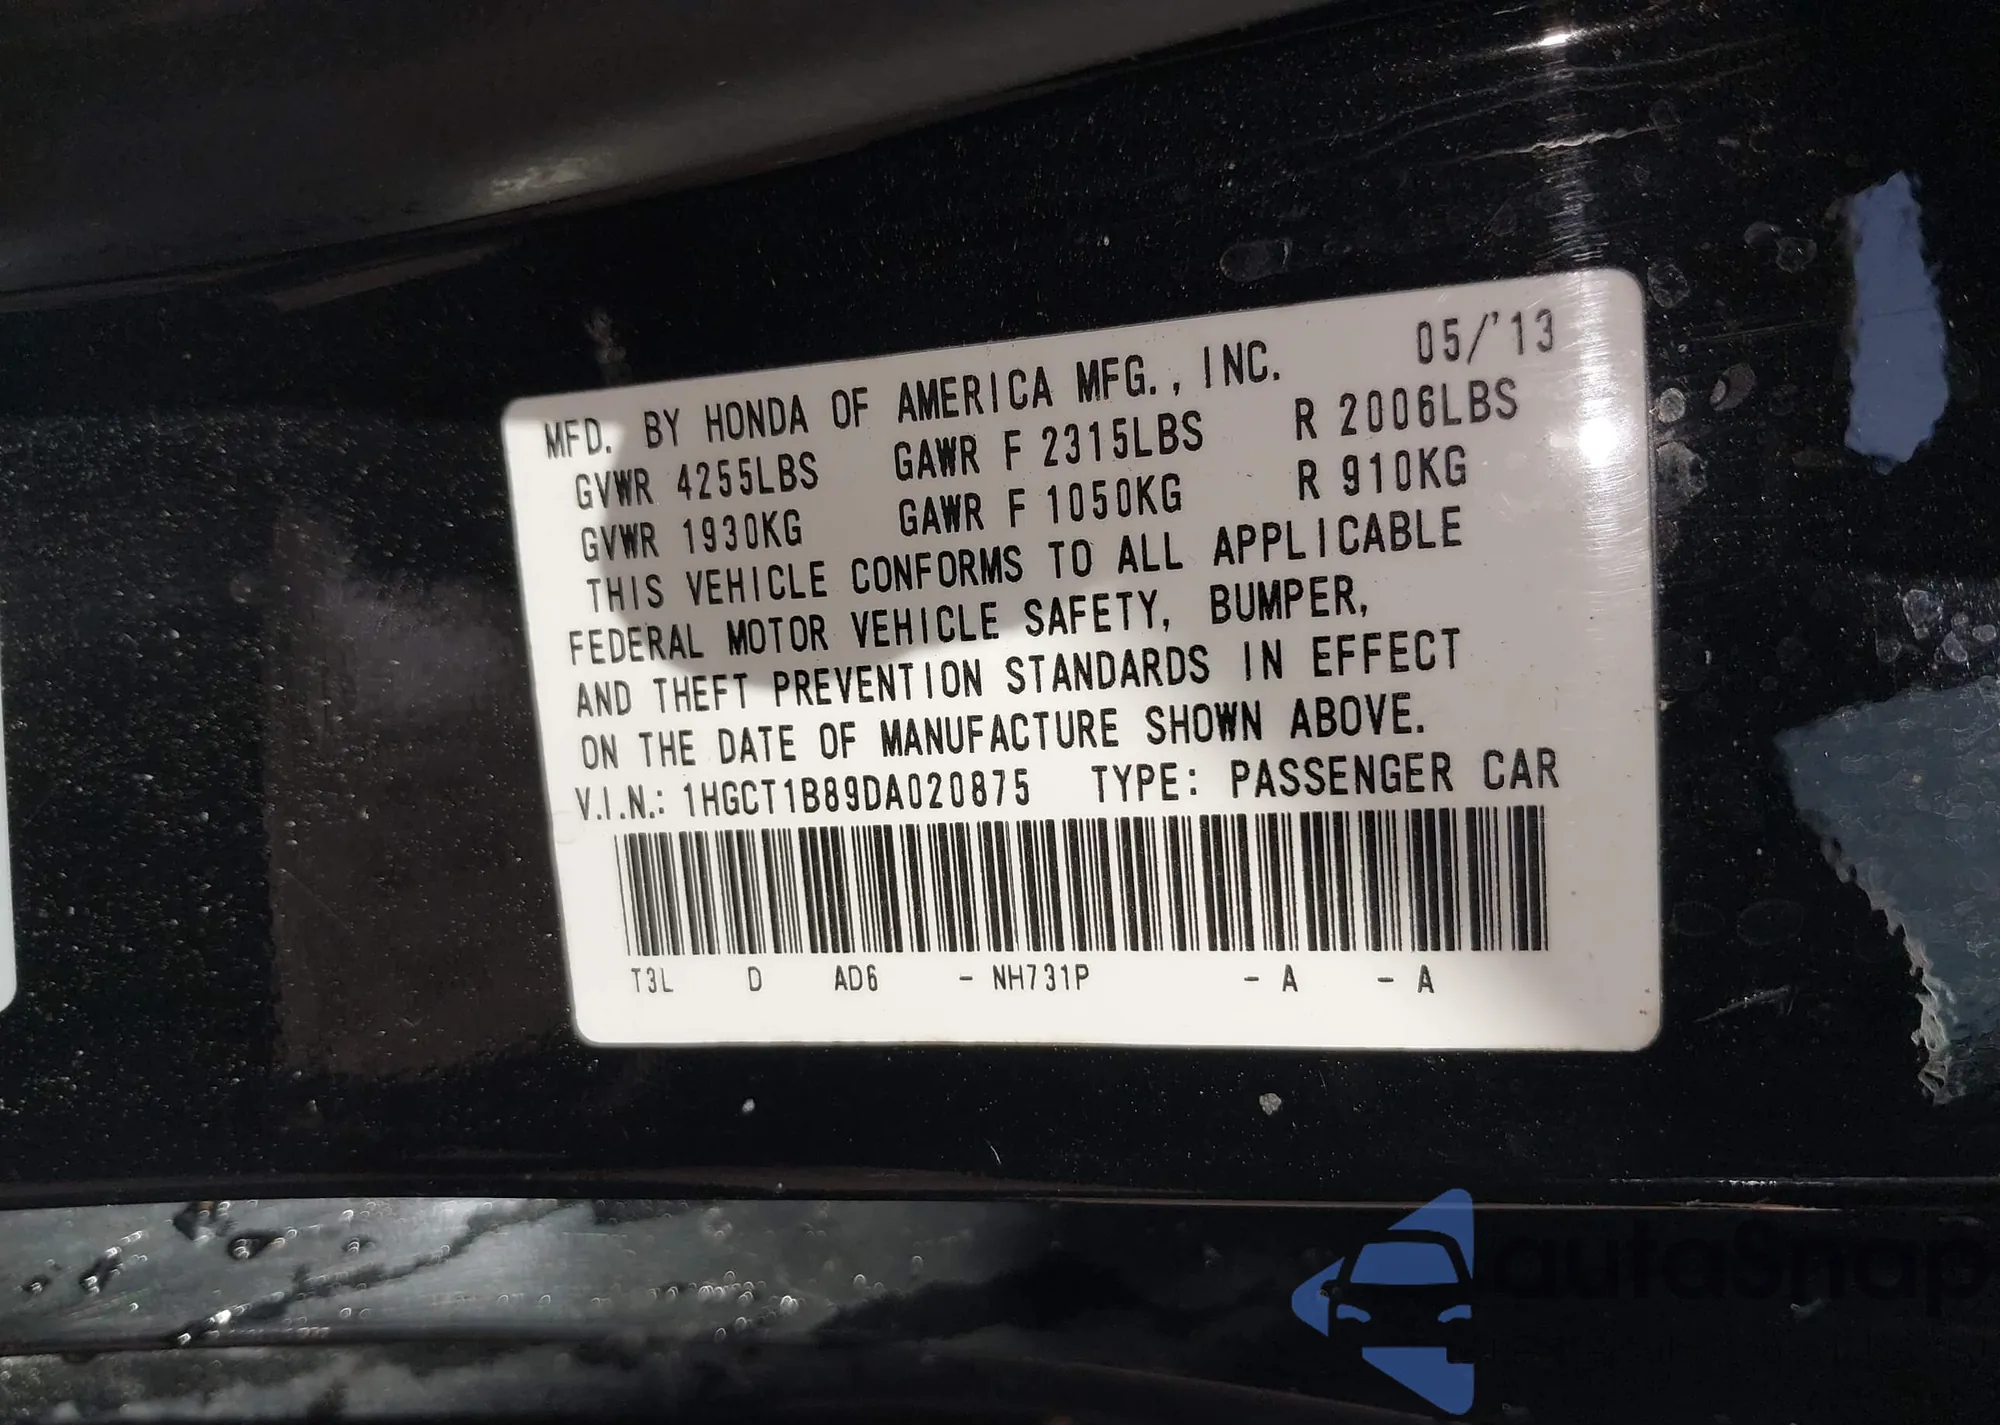 MFD. BY HONDA OF AMERICA MFG., INC. 05/'13
GVWR 4255LBS GAWR F 2315LBS R 2006LBS
GVWR 1930KG GAWR F 1050KG R 910KG
THIS VEHICLE CONFORMS TO ALL APPLICABLE
FEDERAL MOTOR VEHICLE SAFETY, BUMPER,
AND THEFT PREVENTION STANDARDS IN EFFECT
ON THE DATE OF MANUFACTURE SHOWN ABOVE.
V.I.N.: 1HGCT1B89DA020875 TYPE: PASSENGER CAR
T3L D AD6 - NH731P - A - A
autoSnap